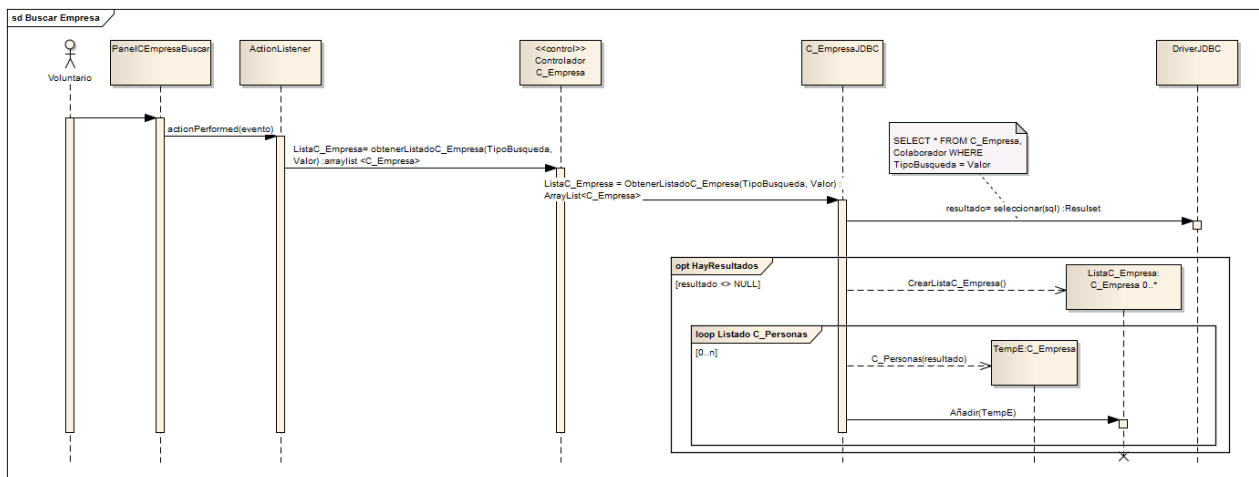 sd Buscar Empresa
Voluntario
PanelCEmpresaBuscar
ActionListener
<<control>>
Controlador
C_Empresa
C_EmpresaJDBC
DriverJDBC
actionPerformed(evento)
ListaC_Empresa= obtenerListadoC_Empresa(TipoBusqueda,
Valor) :arraylist <C_Empresa>
ListaC_Empresa = ObtenerListadoC_Empresa(TipoBusqueda, Valor) :
ArrayList<C_Empresa>
SELECT * FROM C_Empresa,
Colaborador WHERE
TipoBusqueda = Valor
resultado= seleccionar(sql) :Resulset
opt HayResultados
[resultado <> NULL]
CrearListaC_Empresa()
ListaC_Empresa:
C_Empresa 0..*
loop Listado C_Personas
[0..n]
C_Personas(resultado)
TempE:C_Empresa
Añadir(TempE)